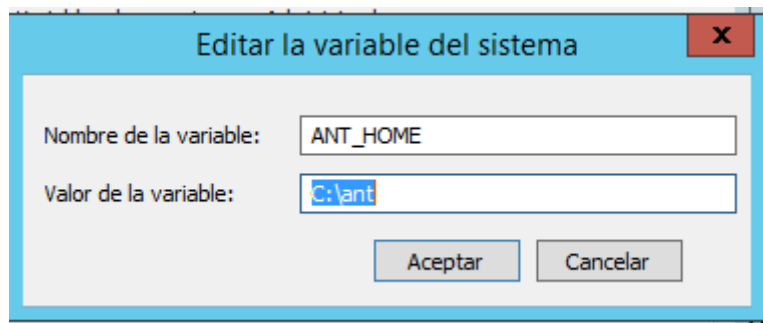 Editar la variable del sistema
x
Nombre de la variable: ANT_HOME
Valor de la variable: C:\ant
Aceptar Cancelar